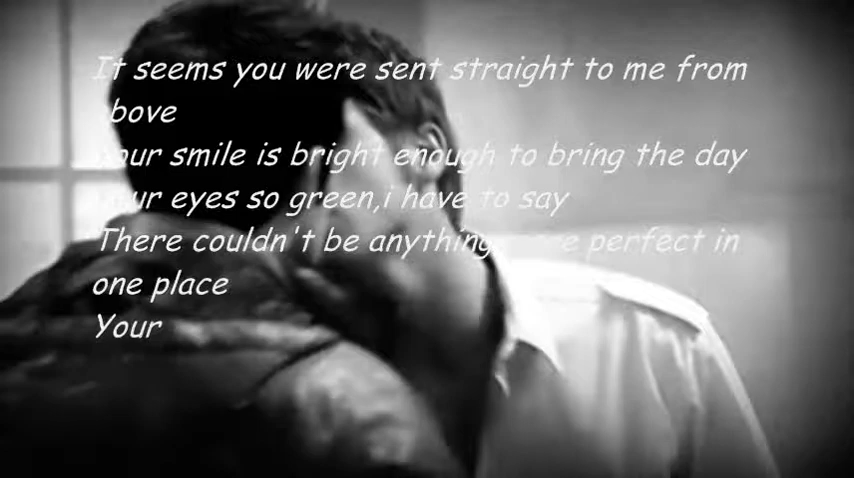 It seems you were sent straight to me from
bove
Your smile is bright enough to bring the day
Your eyes so green,i have to say
There couldn't be anything more perfect in
one place
Your